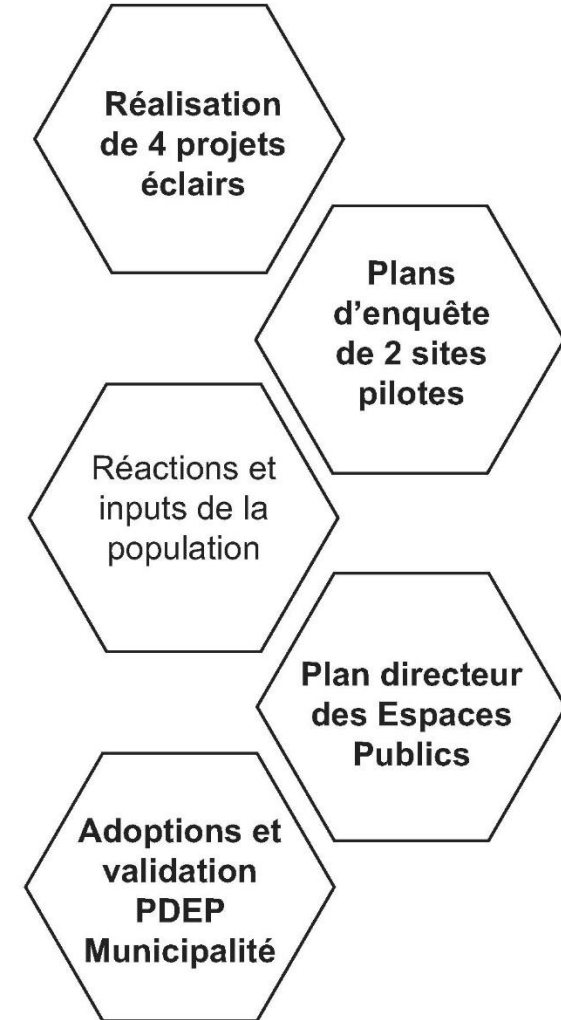 Réalisation
de 4 projets
éclairs
Plans
d’enquête
de 2 sites
pilotes
Réactions et
inputs de la
population
Plan directeur
des Espaces
Publics
Adoptions et
validation
PDEP
Municipalité